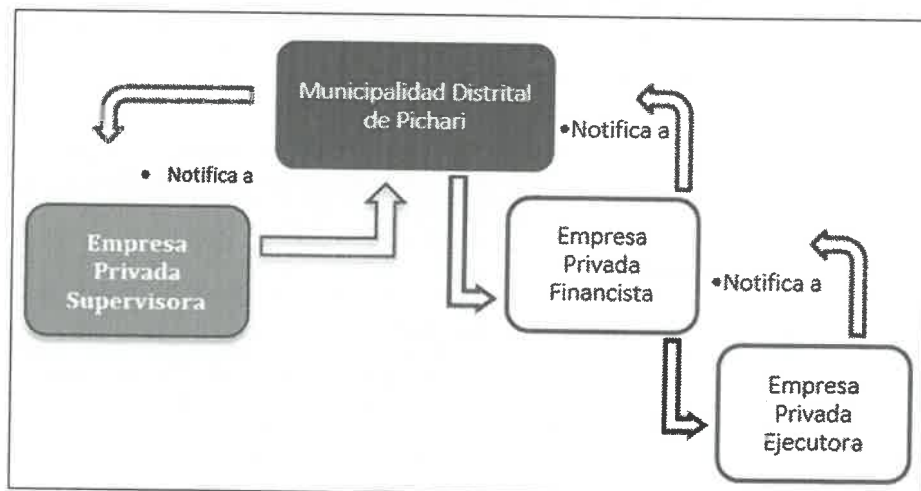 Municipalidad Distrital
de Pichari
•Notifica a
• Notifica a
Empresa
Privada
Supervisora
Empresa
Privada
Financista
•Notifica a
Empresa
Privada
Ejecutora